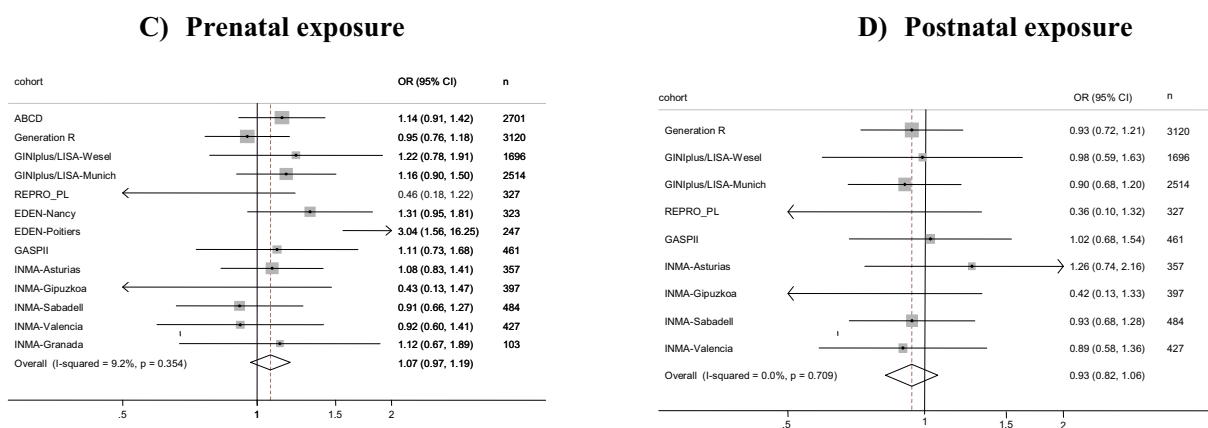 C) Prenatal exposure
cohort OR (95% CI) n
ABCD 1.14 (0.91, 1.42) 2701
Generation R 0.95 (0.76, 1.18) 3120
GINIplus/LISA-Wesel 1.22 (0.78, 1.91) 1696
GINIplus/LISA-Munich 1.16 (0.90, 1.50) 2514
REPRO_PL 0.46 (0.18, 1.22) 327
EDEN-Nancy 1.31 (0.95, 1.81) 323
EDEN-Poitiers 3.04 (1.56, 16.25) 247
GASPII 1.11 (0.73, 1.68) 461
INMA-Asturias 1.08 (0.83, 1.41) 357
INMA-Gipuzkoa 0.43 (0.13, 1.47) 397
INMA-Sabadell 0.91 (0.66, 1.27) 484
INMA-Valencia 0.92 (0.60, 1.41) 427
INMA-Granada 1.12 (0.67, 1.89) 103
Overall (I-squared = 9.2%, p = 0.354) 1.07 (0.97, 1.19)
.5 1 1.5 2
D) Postnatal exposure
cohort OR (95% CI) n
Generation R 0.93 (0.72, 1.21) 3120
GINIplus/LISA-Wesel 0.98 (0.59, 1.63) 1696
GINIplus/LISA-Munich 0.90 (0.68, 1.20) 2514
REPRO_PL 0.36 (0.10, 1.32) 327
GASPII 1.02 (0.68, 1.54) 461
INMA-Asturias 1.26 (0.74, 2.16) 357
INMA-Gipuzkoa 0.42 (0.13, 1.33) 397
INMA-Sabadell 0.93 (0.68, 1.28) 484
INMA-Valencia 0.89 (0.58, 1.36) 427
Overall (I-squared = 0.0%, p = 0.709) 0.93 (0.82, 1.06)
.5 1 1.5 2